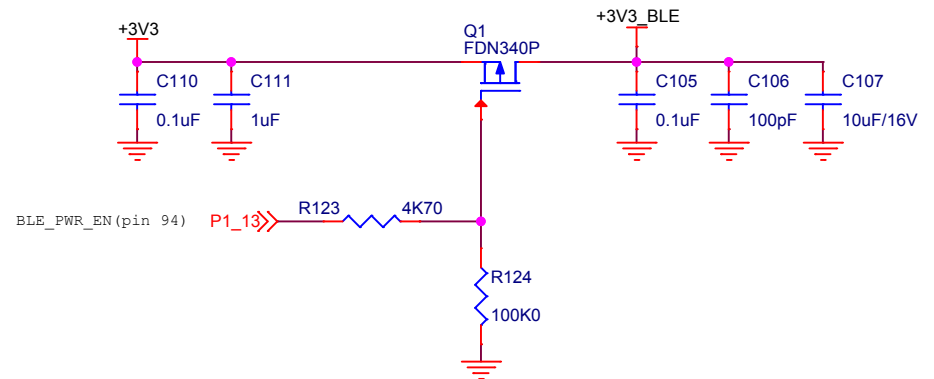 +3V3
Q1
FDN340P
+3V3_BLE
C110
0.1uF
C111
1uF
C105
0.1uF
C106
100pF
C107
10uF/16V
BLE_PWR_EN(pin 94)
P1_13
R123
4K70
R124
100K0